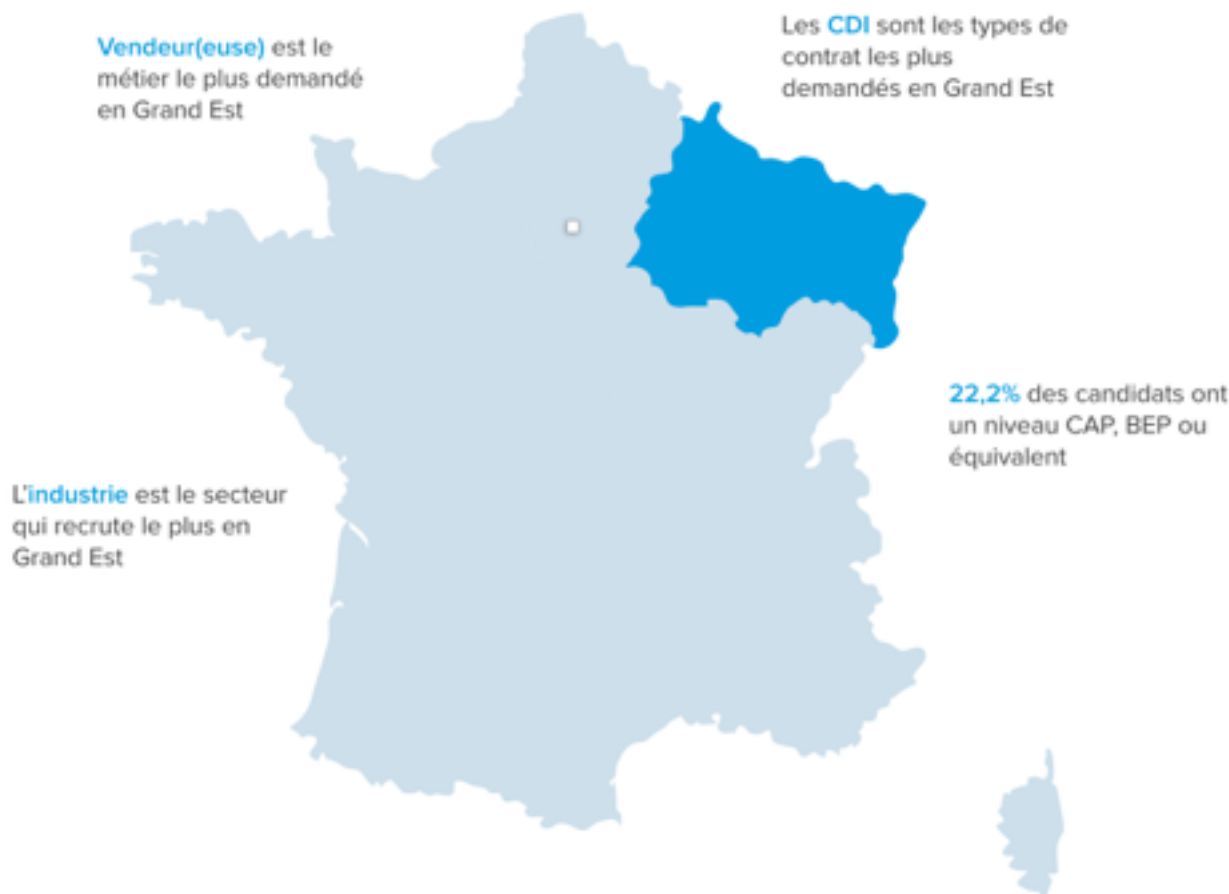 Vendeur(euse) est le
métier le plus demandé
en Grand Est
Les CDI sont les types de
contrat les plus
demandés en Grand Est
22,2% des candidats ont
un niveau CAP, BEP ou
équivalent
L'industrie est le secteur
qui recrute le plus en
Grand Est